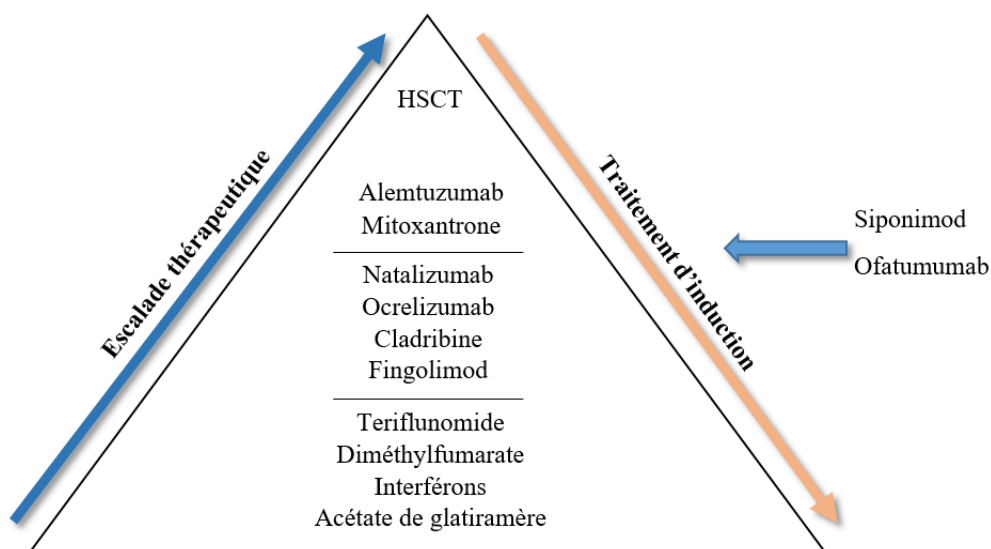 HSCT
Alemtuzumab
Mitoxantrone
Natalizumab
Ocrelizumab
Cladribine
Fingolimod
Teriflunomide
Diméthylfumarate
Interférons
Acétate de glatiramère
Escalade thérapeutique
Traitement d’induction
Siponimod
Ofatumumab